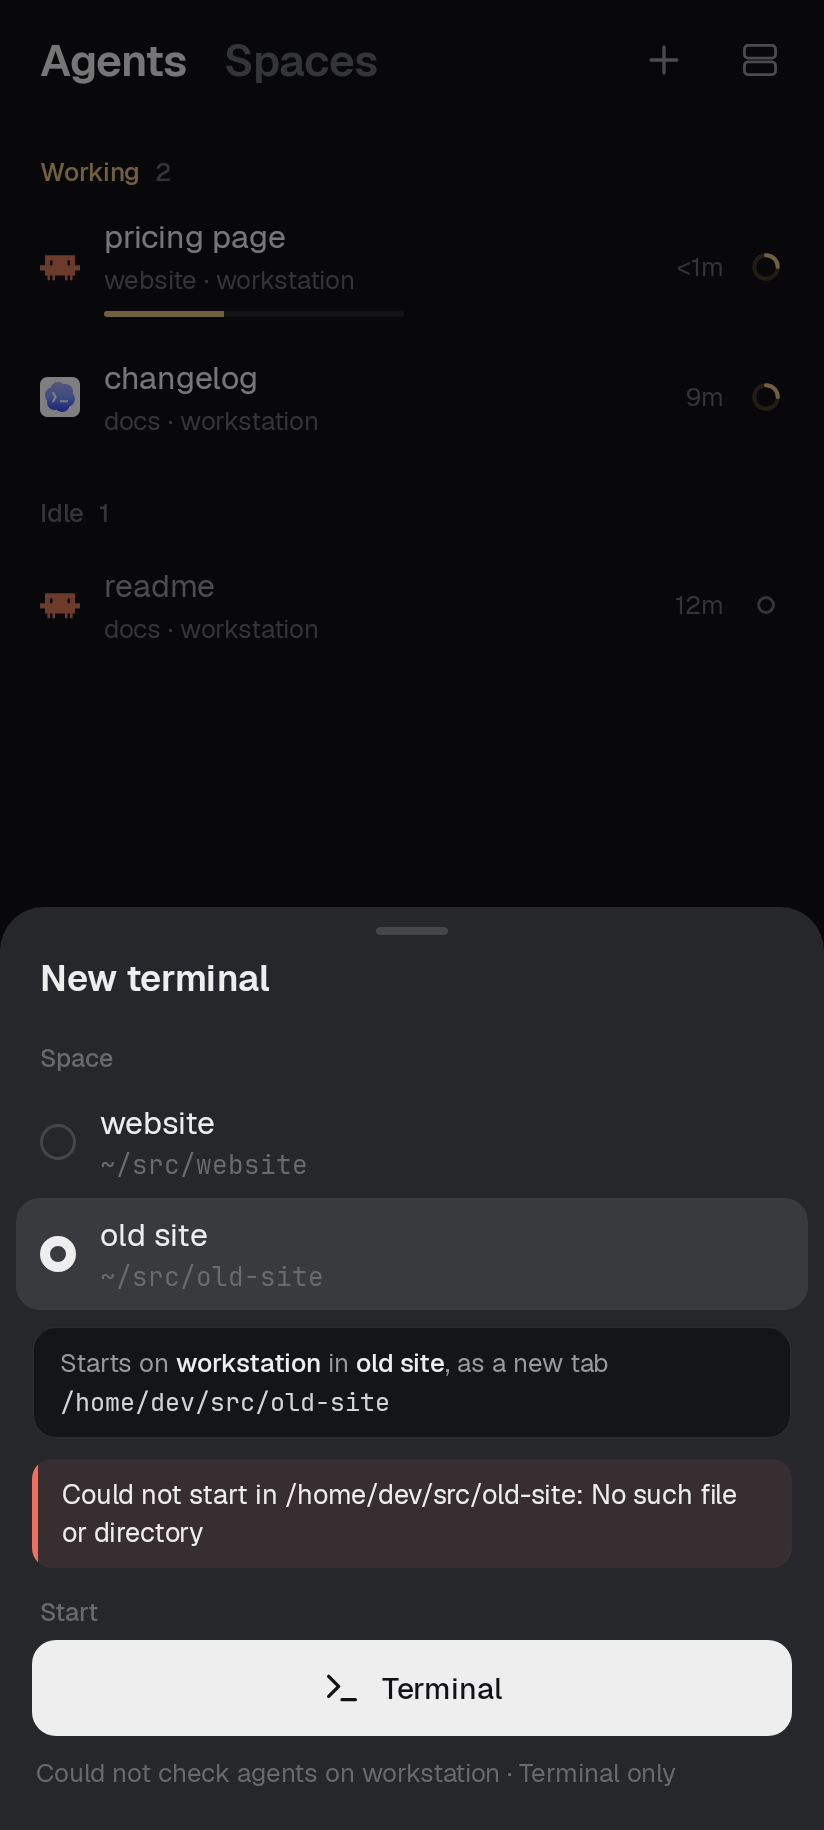 Agents Spaces
Working 2
pricing page
website · workstation
<1m
changelog
docs · workstation
9m
Idle 1
readme
docs · workstation
12m
New terminal
Space
website
~/src/website
old site
~/src/old-site
Starts on workstation in old site, as a new tab
/home/dev/src/old-site
Could not start in /home/dev/src/old-site: No such file
or directory
Start
Terminal
Could not check agents on workstation · Terminal only